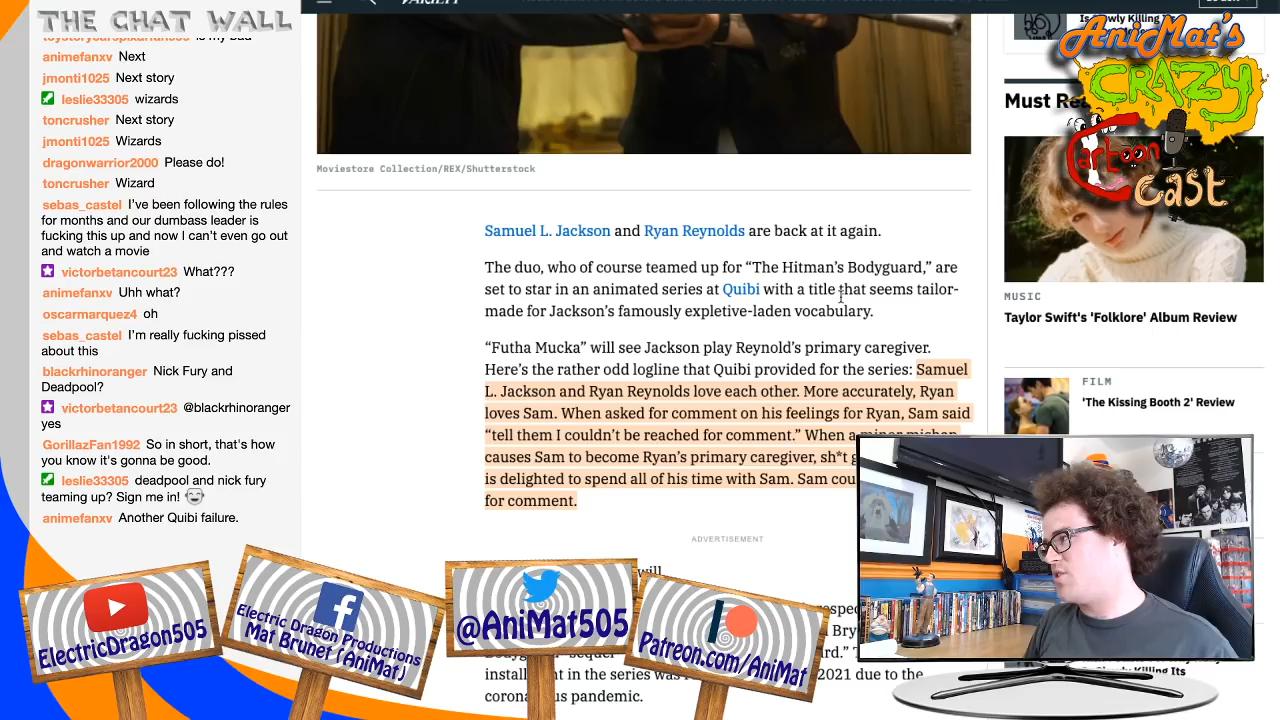 THE CHAT WALL
is my bad
animefanxv Next
jmonti1025 Next story
leslie33305 wizards
toncrusher Next story
jmonti1025 Wizards
dragonwarrior2000 Please do!
toncrusher Wizard
sebas_castel I've been following the rules
for months and our dumbass leader is
fucking this up and now I can't even go out
and watch a movie
victorbetancourt23 What???
animefanxv Uhh what?
oscarmarquez4 oh
sebas_castel I'm really fucking pissed
about this
blackrhinoranger Nick Fury and
Deadpool?
victorbetancourt23 @blackrhinoranger
yes
GorillazFan1992 So in short, that's how
you know it's gonna be good.
leslie33305 deadpool and nick fury
teaming up? Sign me in!
animefanxv Another Quibi failure.
VARIETY
Moviestore Collection/REX/Shutterstock
Samuel L. Jackson and Ryan Reynolds are back at it again.
The duo, who of course teamed up for “The Hitman's Bodyguard,” are
set to star in an animated series at Quibi with a title that seems tailor-
made for Jackson's famously expletive-laden vocabulary.
“Futha Mucka” will see Jackson play Reynold's primary caregiver.
Here's the rather odd logline that Quibi provided for the series: Samuel
L. Jackson and Ryan Reynolds love each other. More accurately, Ryan
loves Sam. When asked for comment on his feelings for Ryan, Sam said
“tell them I couldn't be reached for comment.” When a minor mishap
causes Sam to become Ryan's primary caregiver, sh*t
is delighted to spend all of his time with Sam. Sam
for comment.
ADVERTISEMENT
will
install
ent in the series was
2021 due to the
pandemic.
AniMat's
CRAZY
Cartoon
Cast
Must
MUSIC
Taylor Swift's 'Folklore' Album Review
FILM
'The Kissing Booth 2' Review
ElectricDragon505
Electric Dragon Productions
Mat Brunet (AniMat)
@AniMat505
Patreon.com/AniMat